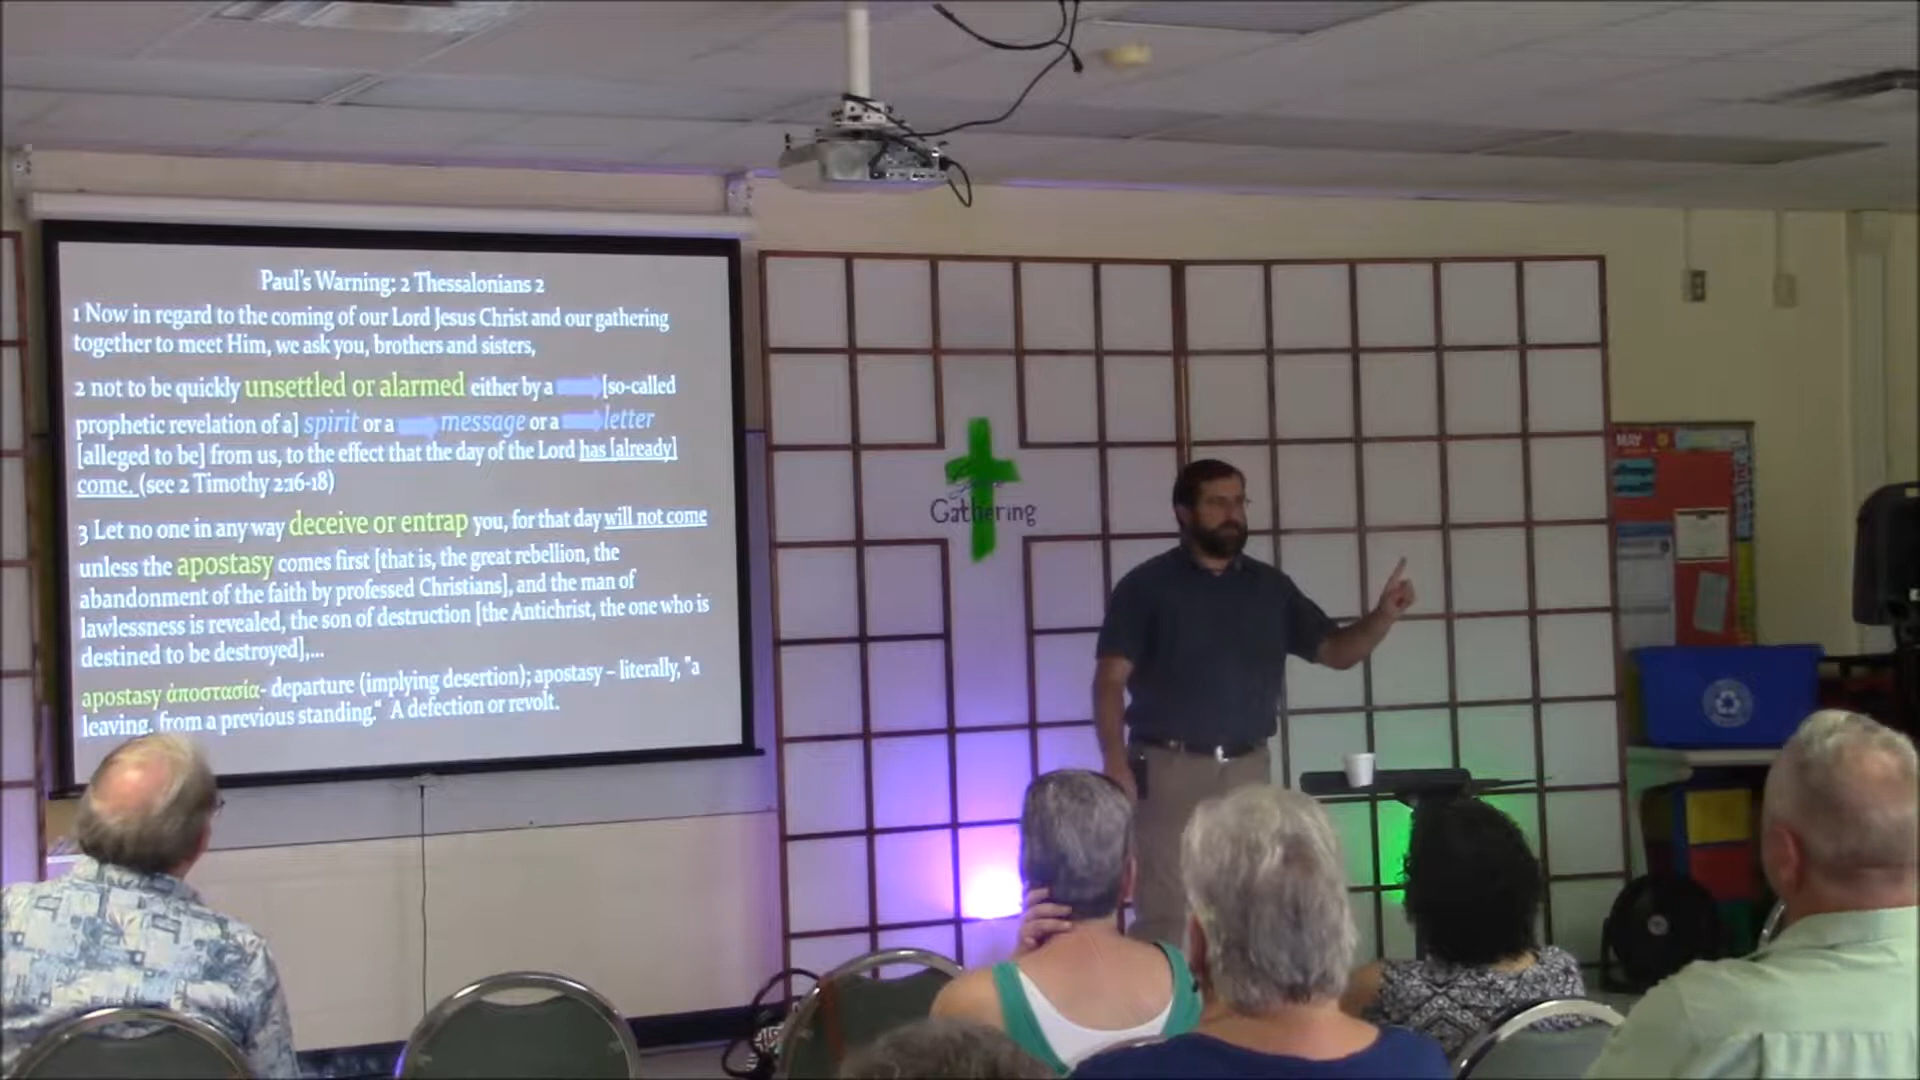 Paul's Warning: 2 Thessalonians 2
1 Now in regard to the coming of our Lord Jesus Christ and our gathering
together to meet Him, we ask you, brothers and sisters,
2 not to be quickly unsettled or alarmed either by a [so-called
prophetic revelation of a] spirit or a message or a letter
[alleged to be] from us, to the effect that the day of the Lord has [already]
come. (see 2 Timothy 2:16-18)
3 Let no one in any way deceive or entrap you, for that day will not come
unless the apostasy comes first [that is, the great rebellion, the
abandonment of the faith by professed Christians], and the man of
lawlessness is revealed, the son of destruction [the Antichrist, the one who is
destined to be destroyed],...
apostasy ἀποστασία- departure (implying desertion); apostasy – literally, "a
leaving, from a previous standing." A defection or revolt.
Gathering
MAY